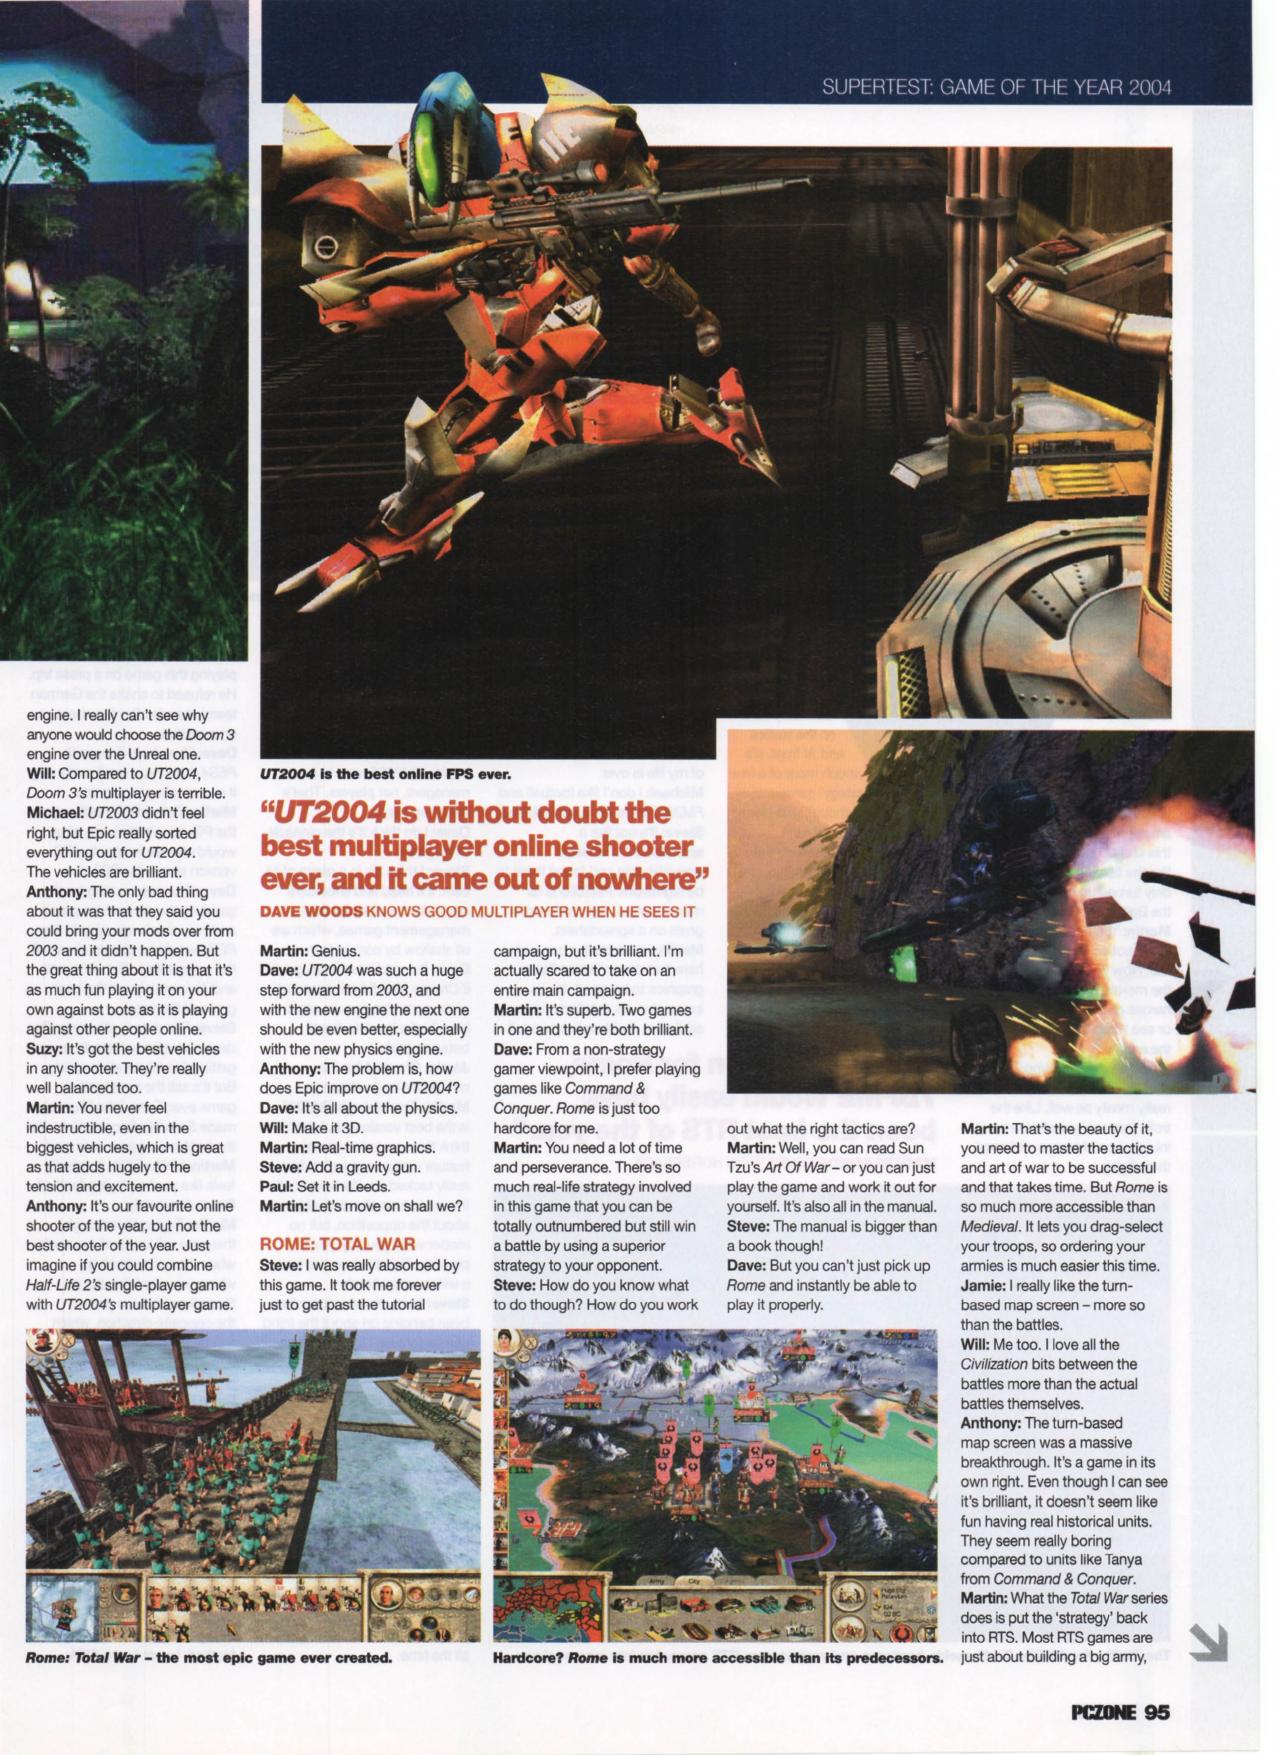 SUPERTEST: GAME OF THE YEAR 2004
engine. I really can't see why
anyone would choose the Doom 3
engine over the Unreal one.
Will: Compared to UT2004,
Doom 3's multiplayer is terrible.
Michael: UT2003 didn't feel
right, but Epic really sorted
everything out for UT2004.
The vehicles are brilliant.
Anthony: The only bad thing
about it was that they said you
could bring your mods over from
2003 and it didn't happen. But
the great thing about it is that it's
as much fun playing it on your
own against bots as it is playing
against other people online.
Suzy: It's got the best vehicles
in any shooter. They're really
well balanced too.
Martin: You never feel
indestructible, even in the
biggest vehicles, which is great
as that adds hugely to the
tension and excitement.
Anthony: It's our favourite online
shooter of the year, but not the
best shooter of the year. Just
imagine if you could combine
Half-Life 2's single-player game
with UT2004's multiplayer game.
UT2004 is the best online FPS ever.
"UT2004 is without doubt the
best multiplayer online shooter
ever, and it came out of nowhere"
DAVE WOODS KNOWS GOOD MULTIPLAYER WHEN HE SEES IT
Martin: Genius.
Dave: UT2004 was such a huge
step forward from 2003, and
with the new engine the next one
should be even better, especially
with the new physics engine.
Anthony: The problem is, how
does Epic improve on UT2004?
Dave: It's all about the physics.
Will: Make it 3D.
Martin: Real-time graphics.
Steve: Add a gravity gun.
Paul: Set it in Leeds.
Martin: Let's move on shall we?
ROME: TOTAL WAR
Steve: I was really absorbed by
this game. It took me forever
just to get past the tutorial
campaign, but it's brilliant. I'm
actually scared to take on an
entire main campaign.
Martin: It's superb. Two games
in one and they're both brilliant.
Dave: From a non-strategy
gamer viewpoint, I prefer playing
games like Command &
Conquer. Rome is just too
hardcore for me.
Martin: You need a lot of time
and perseverance. There's so
much real-life strategy involved
in this game that you can be
totally outnumbered but still win
a battle by using a superior
strategy to your opponent.
Steve: How do you know what
to do though? How do you work
out what the right tactics are?
Martin: Well, you can read Sun
Tzu's Art Of War – or you can just
play the game and work it out for
yourself. It's also all in the manual.
Steve: The manual is bigger than
a book though!
Dave: But you can't just pick up
Rome and instantly be able to
play it properly.
Martin: That's the beauty of it,
you need to master the tactics
and art of war to be successful
and that takes time. But Rome is
so much more accessible than
Medieval. It lets you drag-select
your troops, so ordering your
armies is much easier this time.
Jamie: I really like the turn-
based map screen – more so
than the battles.
Will: Me too. I love all the
Civilization bits between the
battles more than the actual
battles themselves.
Anthony: The turn-based
map screen was a massive
breakthrough. It's a game in its
own right. Even though I can see
it's brilliant, it doesn't seem like
fun having real historical units.
They seem really boring
compared to units like Tanya
from Command & Conquer.
Martin: What the Total War series
does is put the 'strategy' back
into RTS. Most RTS games are
just about building a big army,
Army City
Rome: Total War – the most epic game ever created.
Hardcore? Rome is much more accessible than its predecessors.
PCZONE 95